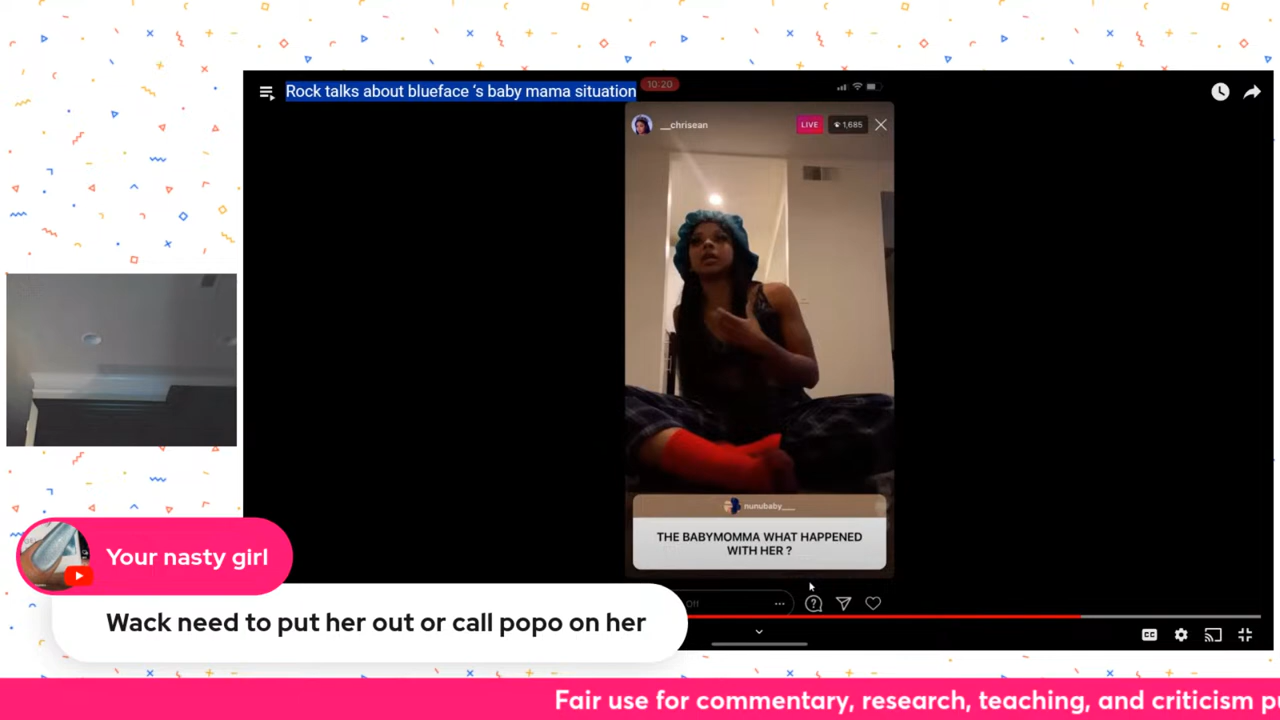 Rock talks about blueface ‘s baby mama situation
10:20
__chrisean
LIVE
1,685
nunubaby___
THE BABYMOMMA WHAT HAPPENED
WITH HER ?
Your nasty girl
Wack need to put her out or call popo on her
Off
CC
Fair use for commentary, research, teaching, and criticism p